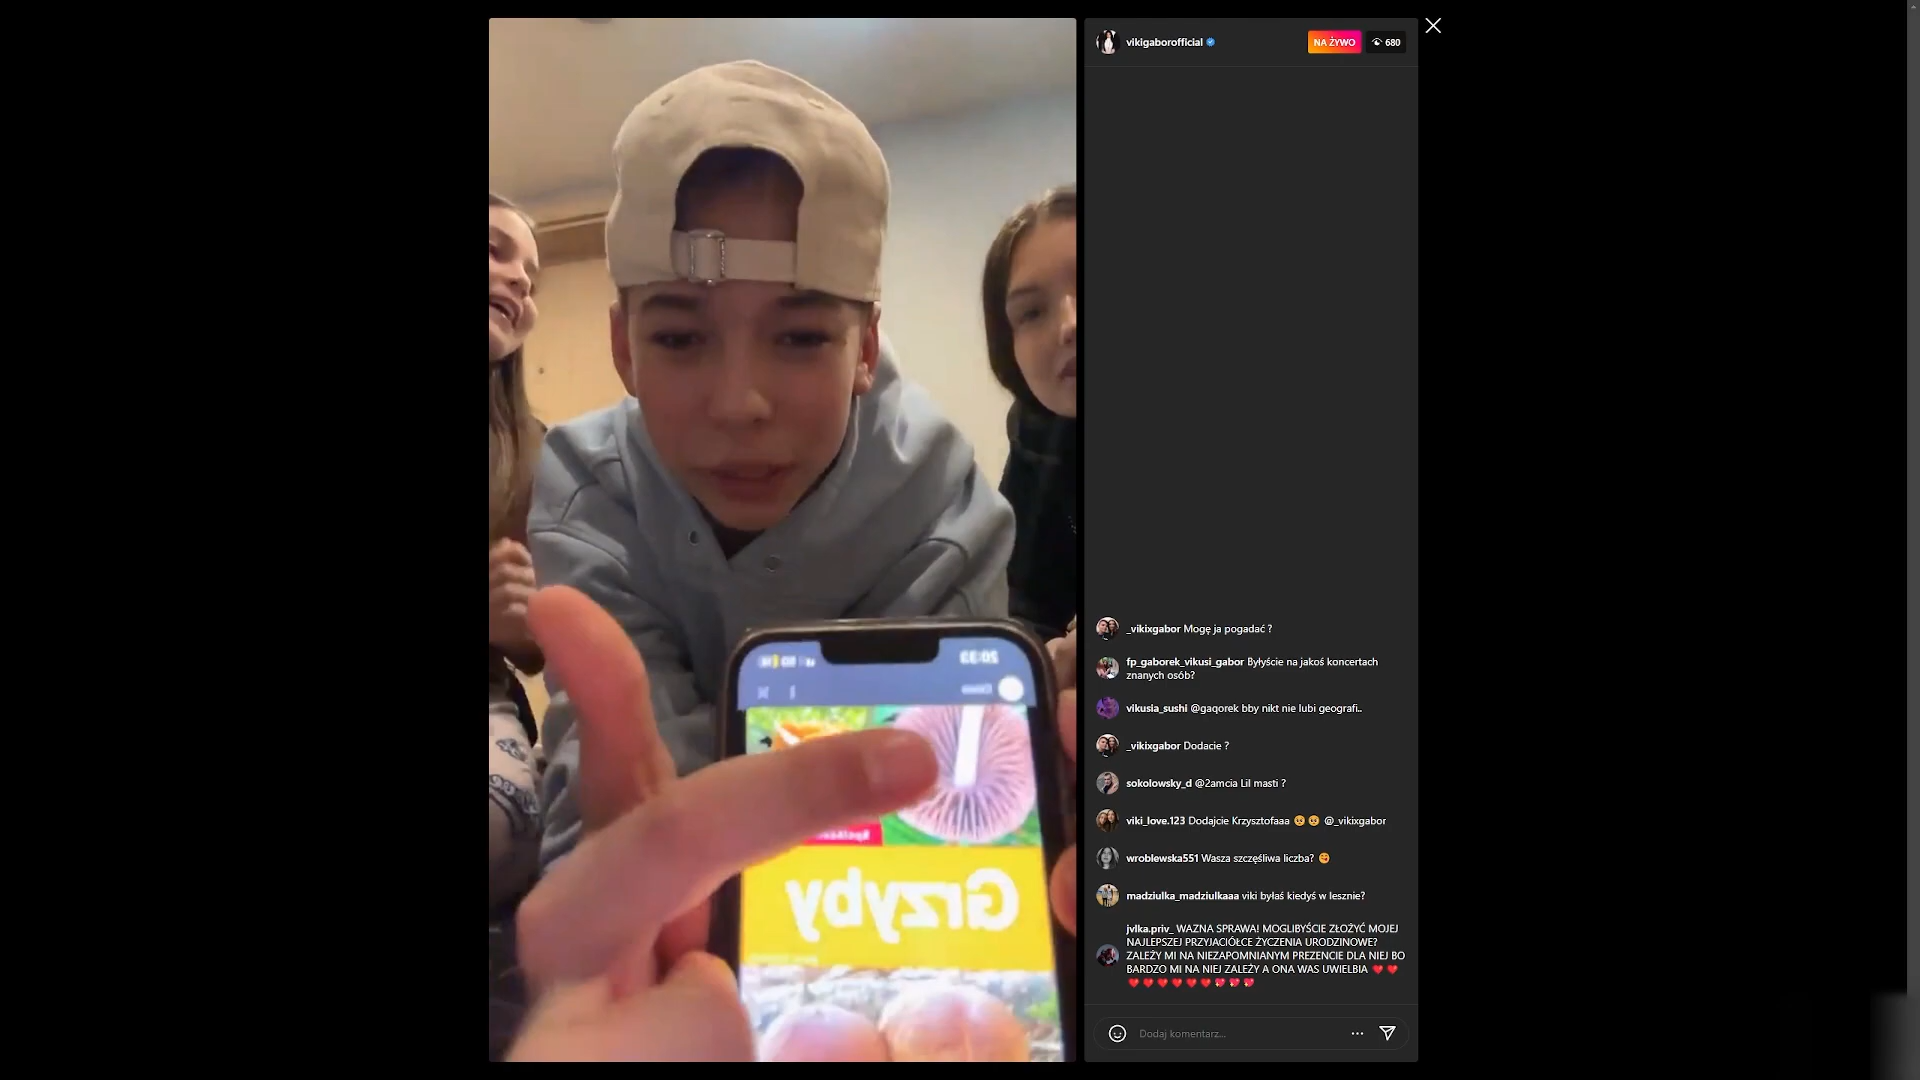 vikigaborofficial
NA ŻYWO
680
20:33
Grzyby
_vikixgabor Mogę ja pogadać ?
fp_gaborek_vikusi_gabor Byłyście na jakoś koncertach
znanych osób?
vikusia_sushi @gaqorek bby nikt nie lubi geografi..
_vikixgabor Dodacie ?
sokolowsky_d @2amcia Lil masti ?
viki_love.123 Dodajcie Krzysztofaaa 🥺🥺 @_vikixgabor
wroblewska551 Wasza szczęśliwa liczba? 🥰
madziulka_madziulkaaa viki byłaś kiedyś w lesznie?
jvlka.priv_ WAZNA SPRAWA! MOGLIBYŚCIE ZŁOŻYĆ MOJEJ
NAJLEPSZEJ PRZYJACIÓŁCE ŻYCZENIA URODZINOWE?
ZALEŻY MI NA NIEZAPOMNIANYM PREZENCIE DLA NIEJ BO
BARDZO MI NA NIEJ ZALEŻY A ONA WAS UWIELBIA ❤️❤️
❤️❤️❤️❤️❤️❤️💖💖💖
Dodaj komentarz...